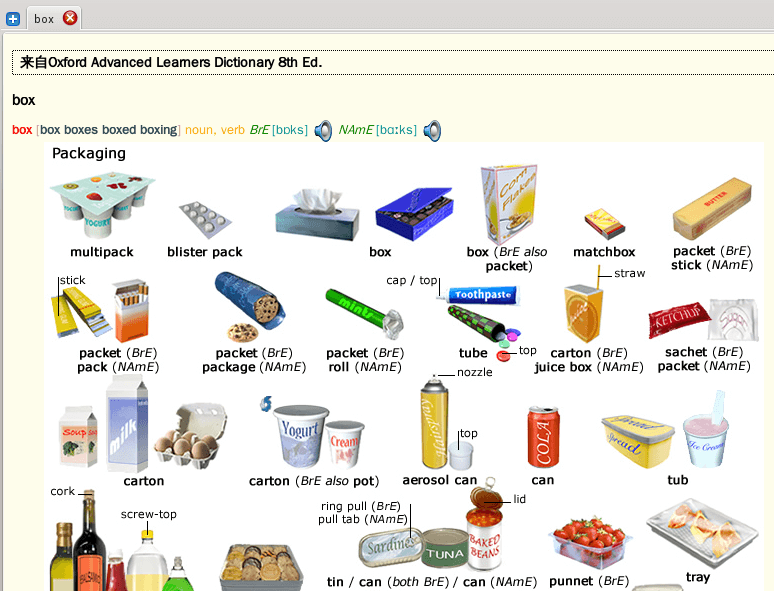 box
来自Oxford Advanced Learners Dictionary 8th Ed.
box
box [box boxes boxed boxing] noun, verb BrE [bɒks] NAmE [bɑːks]
Packaging
YOGURT
YOGURT
multipack
blister pack
box
Corn
Flakes
box (BrE also
packet)
matchbox
BUTTER
packet (BrE)
stick (NAmE)
stick
packet (BrE)
pack (NAmE)
packet (BrE)
package (NAmE)
mints
packet (BrE)
roll (NAmE)
cap / top
Toothpaste
tube
top
straw
carton (BrE)
juice box (NAmE)
KETCHUP
sachet (BrE)
packet (NAmE)
Soup
milk
carton
Yogurt
Cream
carton (BrE also pot)
nozzle
Hairspray
top
aerosol can
COLA
can
Spread
Spread
Ice Cream
tub
cork
screw-top
ring pull (BrE)
pull tab (NAmE)
lid
Sardines
TUNA
BAKED
BEANS
tin / can (both BrE) / can (NAmE)
punnet (BrE)
tray